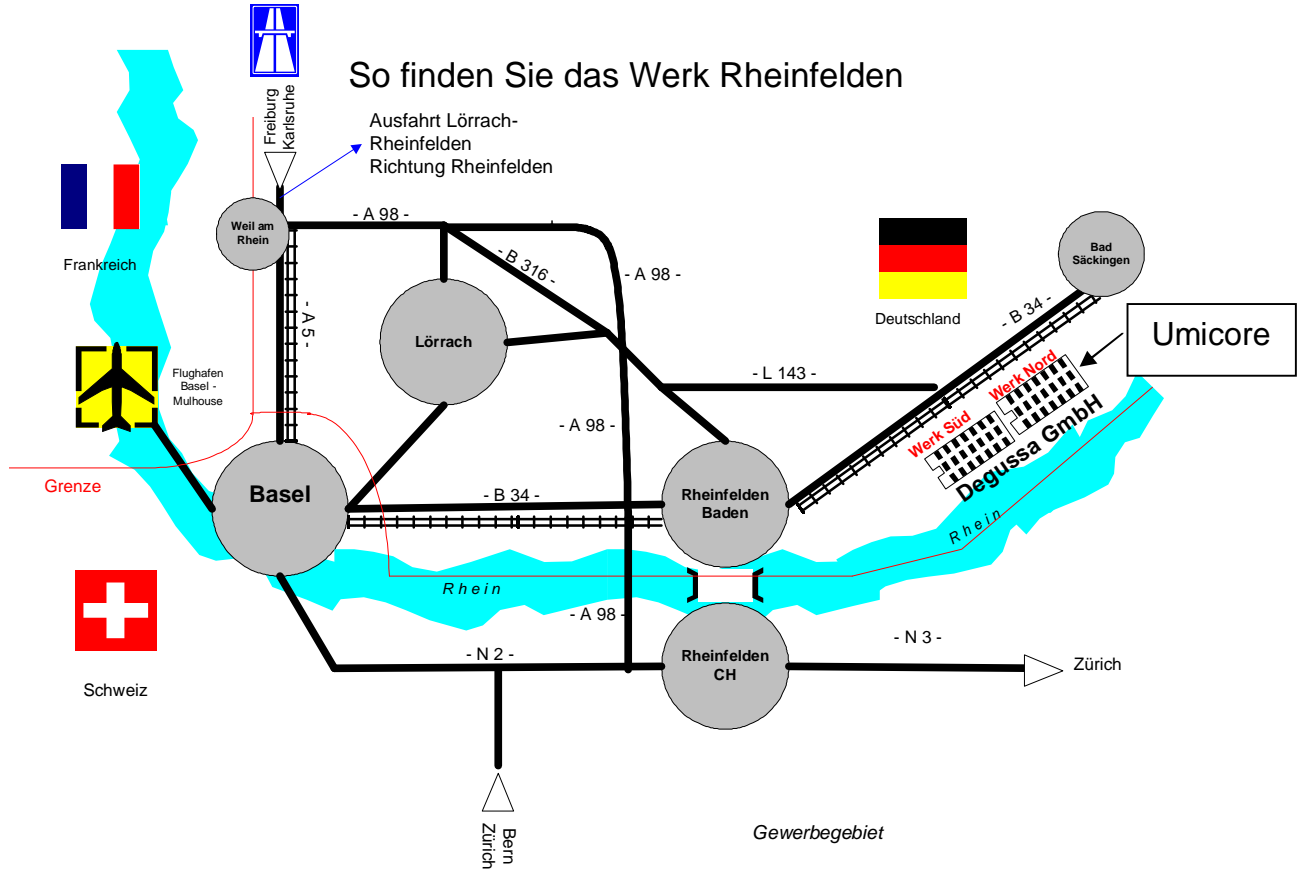 So finden Sie das Werk Rheinfelden
Freiburg
Karlsruhe
Ausfahrt Lörrach-
Rheinfelden
Richtung Rheinfelden
Frankreich
Weil am
Rhein
- A 98 -
- B 316 -
- A 98 -
Deutschland
Bad
Säckingen
- B 34 -
Umicore
- A 5 -
Lörrach
Flughafen
Basel -
Mulhouse
- L 143 -
Werk Nord
Werk Süd
Degussa GmbH
- A 98 -
Grenze
Basel
- B 34 -
Rheinfelden
Baden
Rhein
Rhein
- A 98 -
Schweiz
- N 2 -
Rheinfelden
CH
- N 3 -
Zürich
Bern
Zürich
Gewerbegebiet